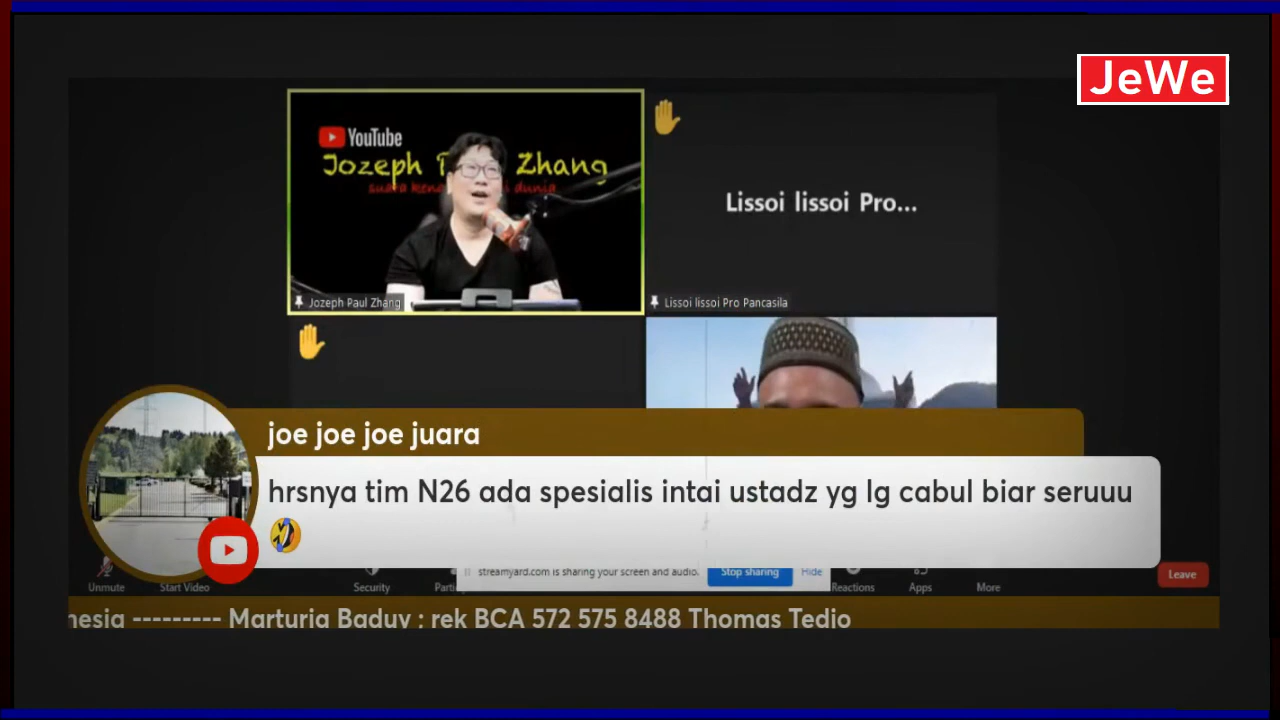 JeWe
YouTube
Jozeph P Zhang
dunia
Lissoi lissoi Pro...
Jozeph Paul Zhang
Lissoi lissoi Pro Pancasila
joe joe joe juara
hrsnya tim N26 ada spesialis intai ustadz yg lg cabul biar seruuu
Unmute
Start Video
Security
streamyard.com is sharing your screen and audio.
Stop sharing
Hide
Reactions
Apps
More
Leave
nesia --------- Marturia Baduy : rek BCA 572 575 8488 Thomas Tedio